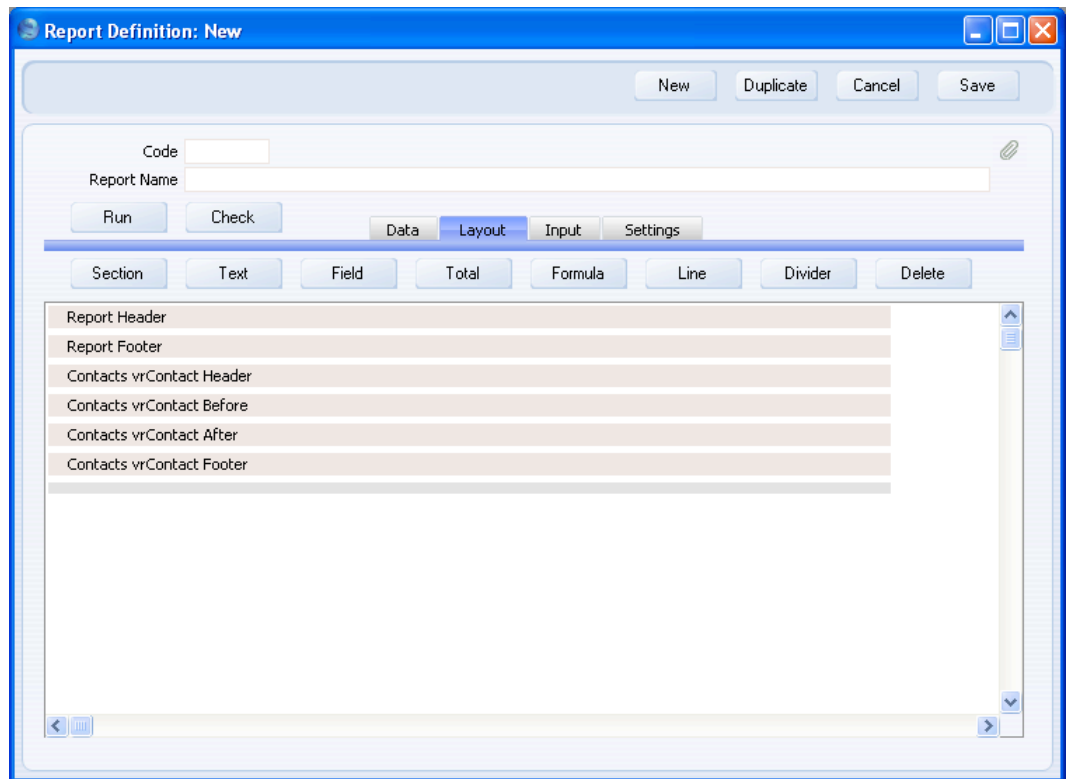 Report Definition: New
New Duplicate Cancel Save
Code
Report Name
Run Check
Data Layout Input Settings
Section Text Field Total Formula Line Divider Delete
Report Header
Report Footer
Contacts vrContact Header
Contacts vrContact Before
Contacts vrContact After
Contacts vrContact Footer